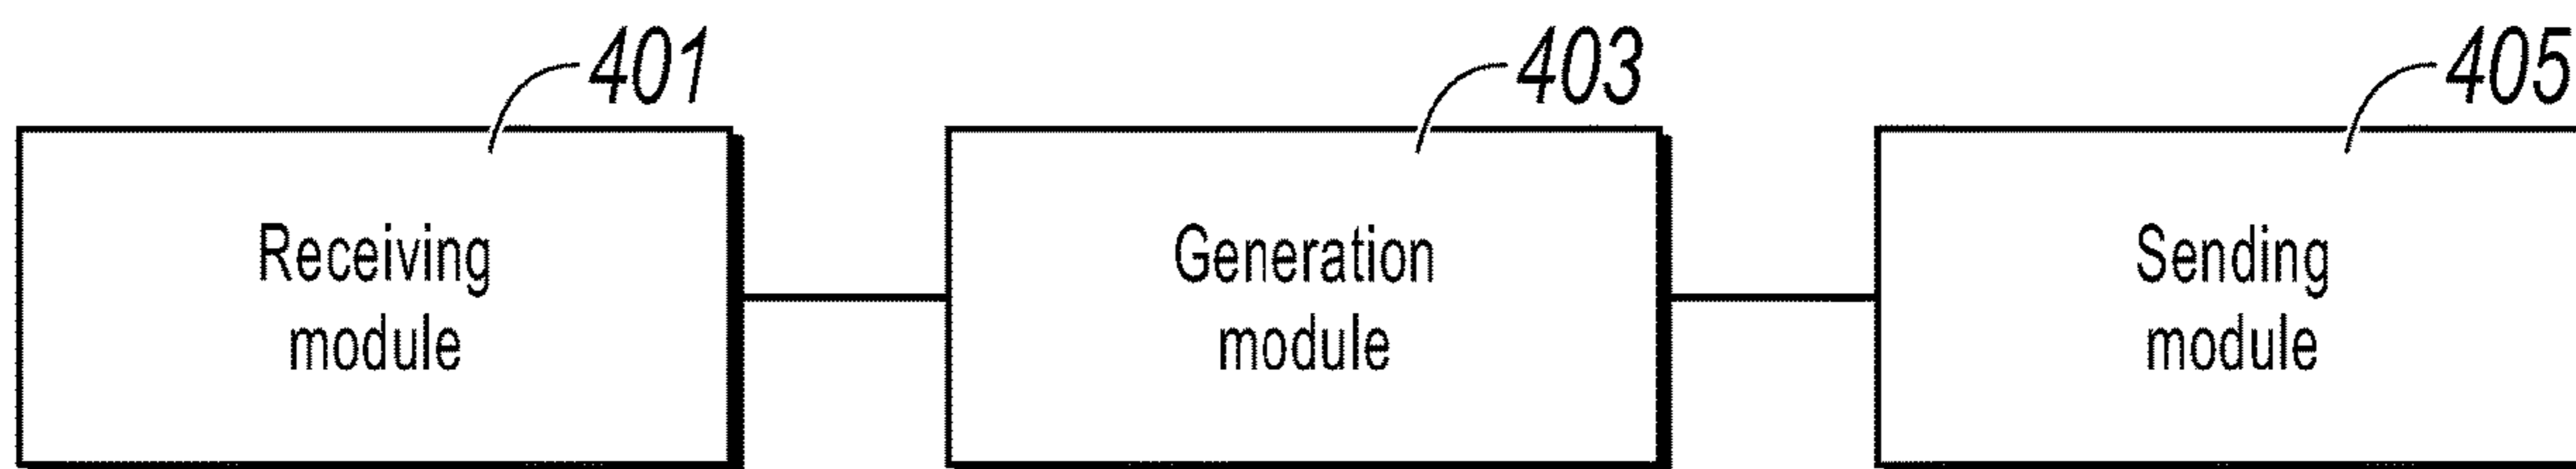 401
403
405
Receiving
module
Generation
module
Sending
module